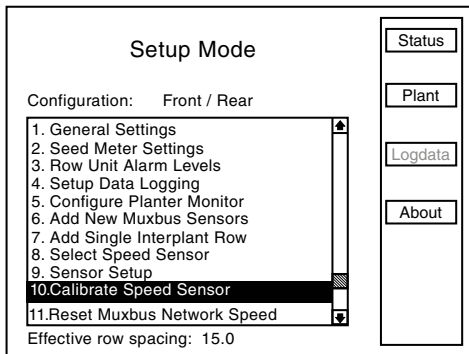 Setup Mode
Configuration: Front / Rear
1. General Settings
2. Seed Meter Settings
3. Row Unit Alarm Levels
4. Setup Data Logging
5. Configure Planter Monitor
6. Add New Muxbus Sensors
7. Add Single Interplant Row
8. Select Speed Sensor
9. Sensor Setup
10.Calibrate Speed Sensor
11.Reset Muxbus Network Speed
Effective row spacing: 15.0
Status
Plant
Logdata
About